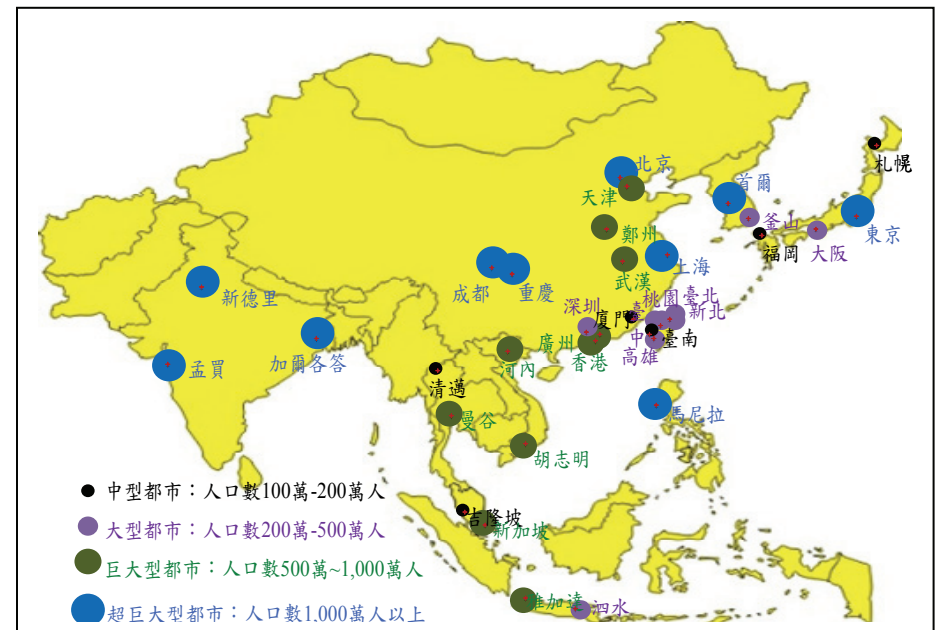 北京
首爾
札幌
天津
鄭州
釜山
東京
福岡
大阪
武漢
上海
成都
重慶
新德里
深圳
桃園臺北
新北
廈門
臺中
臺南
廣州
香港
高雄
加爾各答
孟買
河內
清邁
馬尼拉
曼谷
胡志明
吉隆坡
新加坡
雅加達
泗水
中型都市：人口數100萬-200萬人
大型都市：人口數200萬-500萬人
巨大型都市：人口數500萬~1,000萬人
超巨大型都市：人口數1,000萬人以上